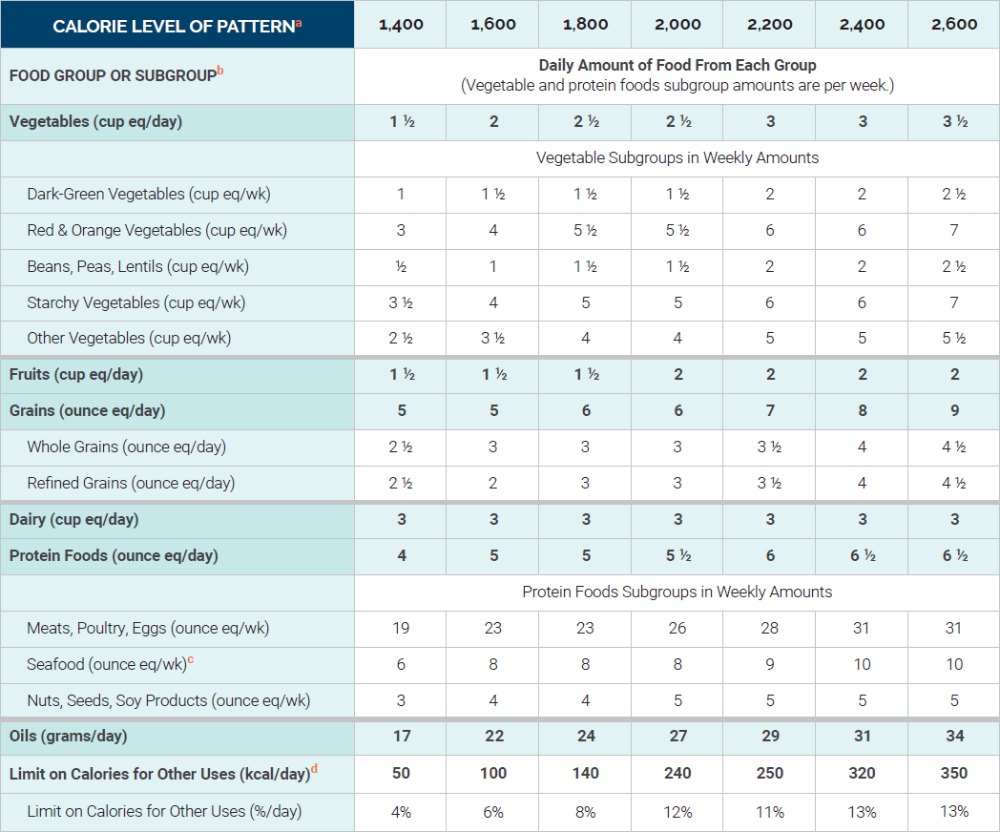 CALORIE LEVEL OF PATTERNa 1,400 1,600 1,800 2,000 2,200 2,400 2,600
FOOD GROUP OR SUBGROUPb Daily Amount of Food From Each Group
(Vegetable and protein foods subgroup amounts are per week.)
Vegetables (cup eq/day) 1 ½ 2 2 ½ 2 ½ 3 3 3 ½
Vegetable Subgroups in Weekly Amounts
Dark-Green Vegetables (cup eq/wk) 1 1 ½ 1 ½ 1 ½ 2 2 2 ½
Red & Orange Vegetables (cup eq/wk) 3 4 5 ½ 5 ½ 6 6 7
Beans, Peas, Lentils (cup eq/wk) ½ 1 1 ½ 1 ½ 2 2 2 ½
Starchy Vegetables (cup eq/wk) 3 ½ 4 5 5 6 6 7
Other Vegetables (cup eq/wk) 2 ½ 3 ½ 4 4 5 5 5 ½
Fruits (cup eq/day) 1 ½ 1 ½ 1 ½ 2 2 2 2
Grains (ounce eq/day) 5 5 6 6 7 8 9
Whole Grains (ounce eq/day) 2 ½ 3 3 3 3 ½ 4 4 ½
Refined Grains (ounce eq/day) 2 ½ 2 3 3 3 ½ 4 4 ½
Dairy (cup eq/day) 3 3 3 3 3 3 3
Protein Foods (ounce eq/day) 4 5 5 5 ½ 6 6 ½ 6 ½
Protein Foods Subgroups in Weekly Amounts
Meats, Poultry, Eggs (ounce eq/wk) 19 23 23 26 28 31 31
Seafood (ounce eq/wk)c 6 8 8 8 9 10 10
Nuts, Seeds, Soy Products (ounce eq/wk) 3 4 4 5 5 5 5
Oils (grams/day) 17 22 24 27 29 31 34
Limit on Calories for Other Uses (kcal/day)d 50 100 140 240 250 320 350
Limit on Calories for Other Uses (%/day) 4% 6% 8% 12% 11% 13% 13%